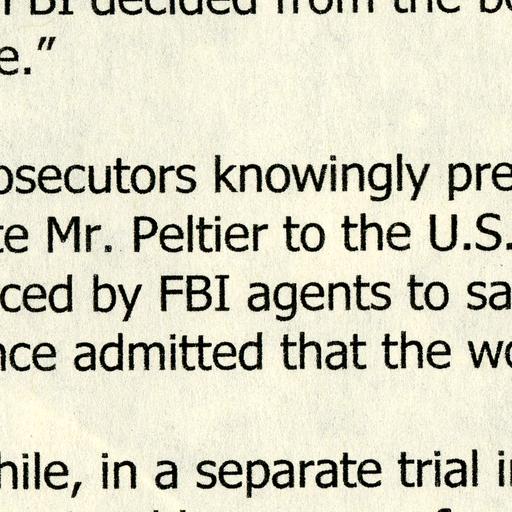 FBI decided from the b
e.”
osecutors knowingly pre
te Mr. Peltier to the U.S.
ced by FBI agents to sa
nce admitted that the wo
hile, in a separate trial i